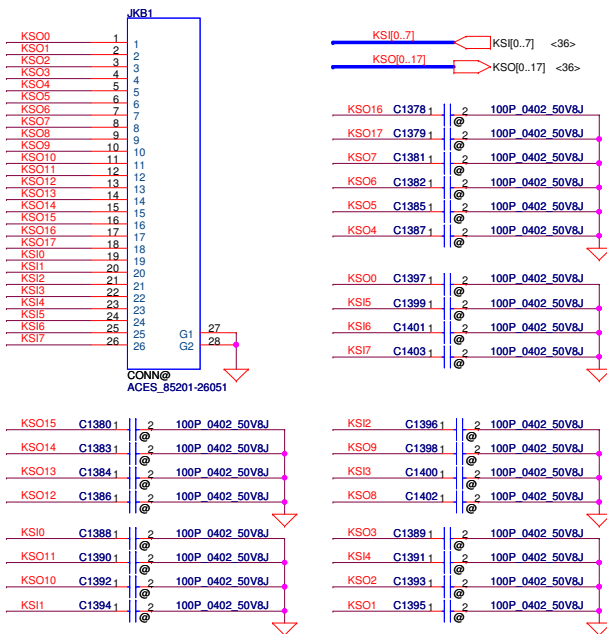 JKB1
KSO0 1 1
KSO1 2 2
KSO2 3 3
KSO3 4 4
KSO4 5 5
KSO5 6 6
KSO6 7 7
KSO7 8 8
KSO8 9 9
KSO9 10 10
KSO10 11 11
KSO11 12 12
KSO12 13 13
KSO13 14 14
KSO14 15 15
KSO15 16 16
KSO16 17 17
KSO17 18 18
KSI0 19 19
KSI1 20 20
KSI2 21 21
KSI3 22 22
KSI4 23 23
KSI5 24 24
KSI6 25 25 G1 27
KSI7 26 26 G2 28
CONN@
ACES_85201-26051
KSI[0..7] KSI[0..7] <36>
KSO[0..17] KSO[0..17] <36>
KSO16 C1378 1 2 100P_0402_50V8J
@
KSO17 C1379 1 2 100P_0402_50V8J
@
KSO7 C1381 1 2 100P_0402_50V8J
@
KSO6 C1382 1 2 100P_0402_50V8J
@
KSO5 C1385 1 2 100P_0402_50V8J
@
KSO4 C1387 1 2 100P_0402_50V8J
@
KSO0 C1397 1 2 100P_0402_50V8J
@
KSI5 C1399 1 2 100P_0402_50V8J
@
KSI6 C1401 1 2 100P_0402_50V8J
@
KSI7 C1403 1 2 100P_0402_50V8J
@
KSO15 C1380 1 2 100P_0402_50V8J
@
KSO14 C1383 1 2 100P_0402_50V8J
@
KSO13 C1384 1 2 100P_0402_50V8J
@
KSO12 C1386 1 2 100P_0402_50V8J
@
KSI0 C1388 1 2 100P_0402_50V8J
@
KSO11 C1390 1 2 100P_0402_50V8J
@
KSO10 C1392 1 2 100P_0402_50V8J
@
KSI1 C1394 1 2 100P_0402_50V8J
@
KSI2 C1396 1 2 100P_0402_50V8J
@
KSO9 C1398 1 2 100P_0402_50V8J
@
KSI3 C1400 1 2 100P_0402_50V8J
@
KSO8 C1402 1 2 100P_0402_50V8J
@
KSO3 C1389 1 2 100P_0402_50V8J
@
KSI4 C1391 1 2 100P_0402_50V8J
@
KSO2 C1393 1 2 100P_0402_50V8J
@
KSO1 C1395 1 2 100P_0402_50V8J
@